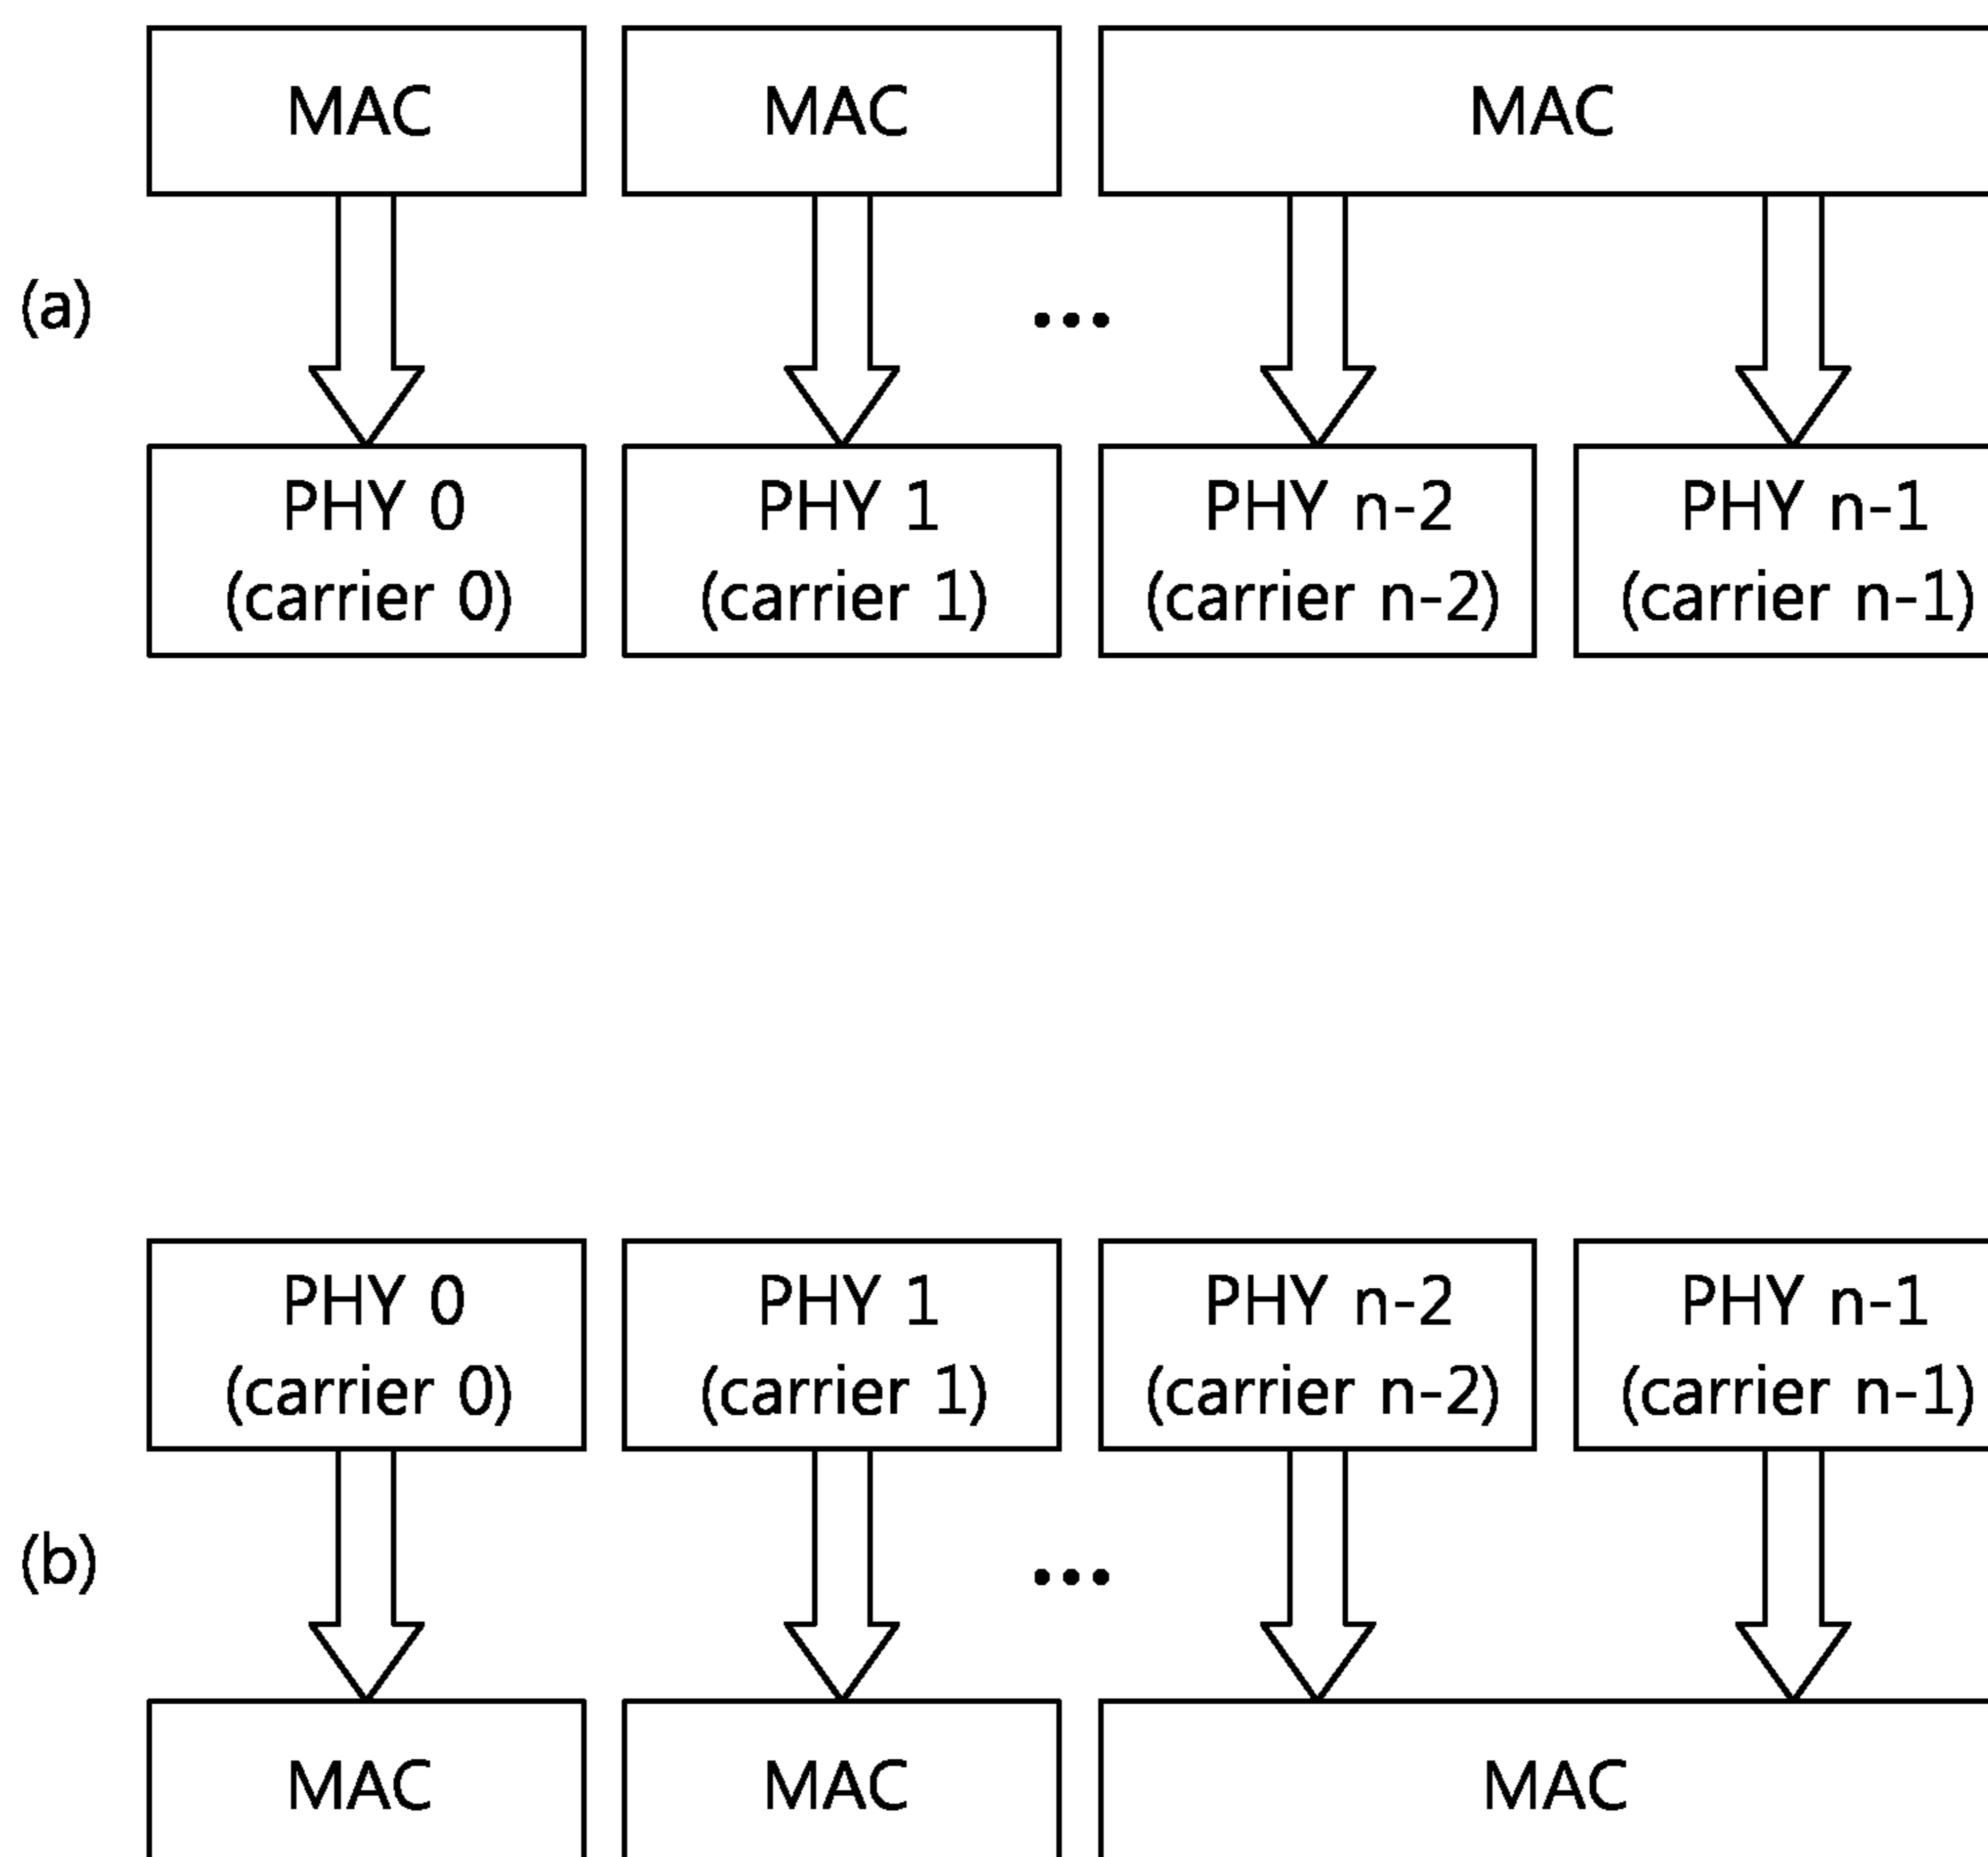 MAC MAC MAC
(a)
...
PHY 0 PHY 1 PHY n-2 PHY n-1
(carrier 0) (carrier 1) (carrier n-2) (carrier n-1)
PHY 0 PHY 1 PHY n-2 PHY n-1
(carrier 0) (carrier 1) (carrier n-2) (carrier n-1)
(b)
...
MAC MAC MAC